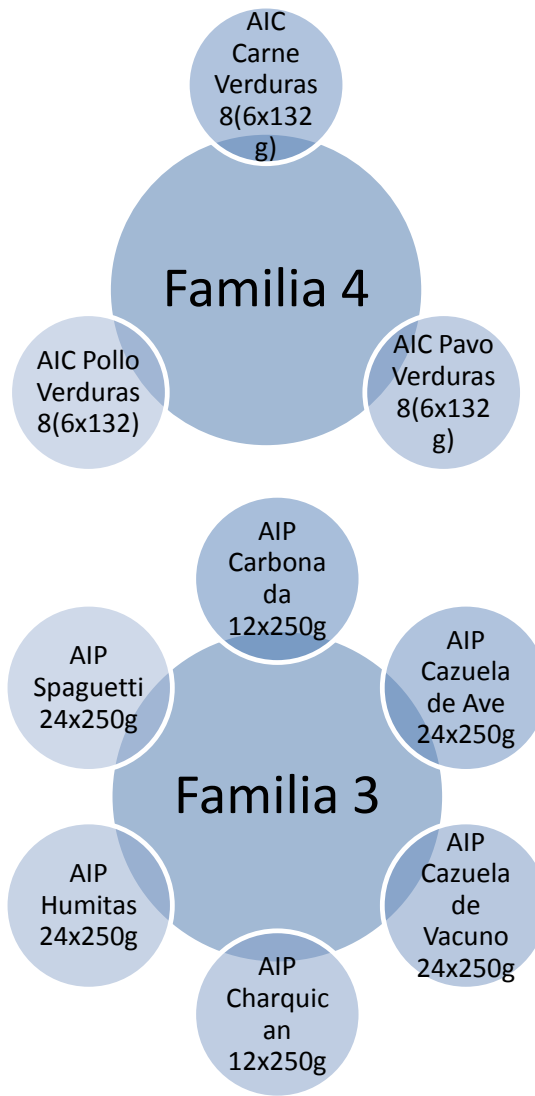 AIC
Carne
Verduras
8(6x132
g)
Familia 4
AIC Pollo
Verduras
8(6x132)
AIC Pavo
Verduras
8(6x132
g)
AIP
Carbona
da
12x250g
AIP
Spaguetti
24x250g
AIP
Cazuela
de Ave
24x250g
Familia 3
AIP
Humitas
24x250g
AIP
Cazuela
de
Vacuno
24x250g
AIP
Charquic
an
12x250g